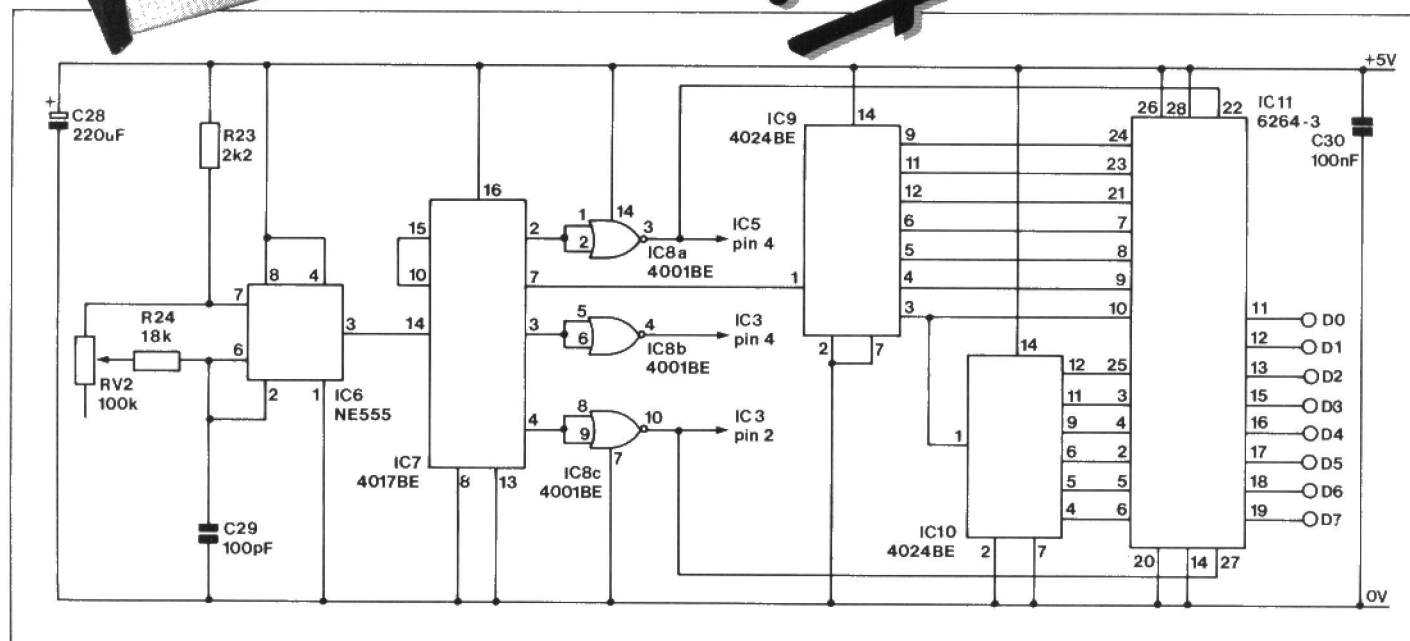 +5V
C28
220uF
R23
2k2
R24
18k
RV2
100k
C29
100pF
7
6
8
4
2
1
3
IC6
NE555
14
15
10
16
2
7
3
4
8
13
IC7
4017BE
1
2
14
3
IC8a
4001BE
IC5
pin 4
5
6
4
IC8b
4001BE
IC3
pin 4
8
9
10
7
IC8c
4001BE
IC3
pin 2
IC9
4024BE
14
1
9
11
12
6
5
4
3
2
7
IC10
4024BE
14
1
12
11
9
6
5
4
2
7
26
28
22
IC11
6264-3
24
23
21
7
8
9
10
25
3
4
2
5
6
20
14
27
11
D0
12
D1
13
D2
15
D3
16
D4
17
D5
18
D6
19
D7
C30
100nF
0V
+